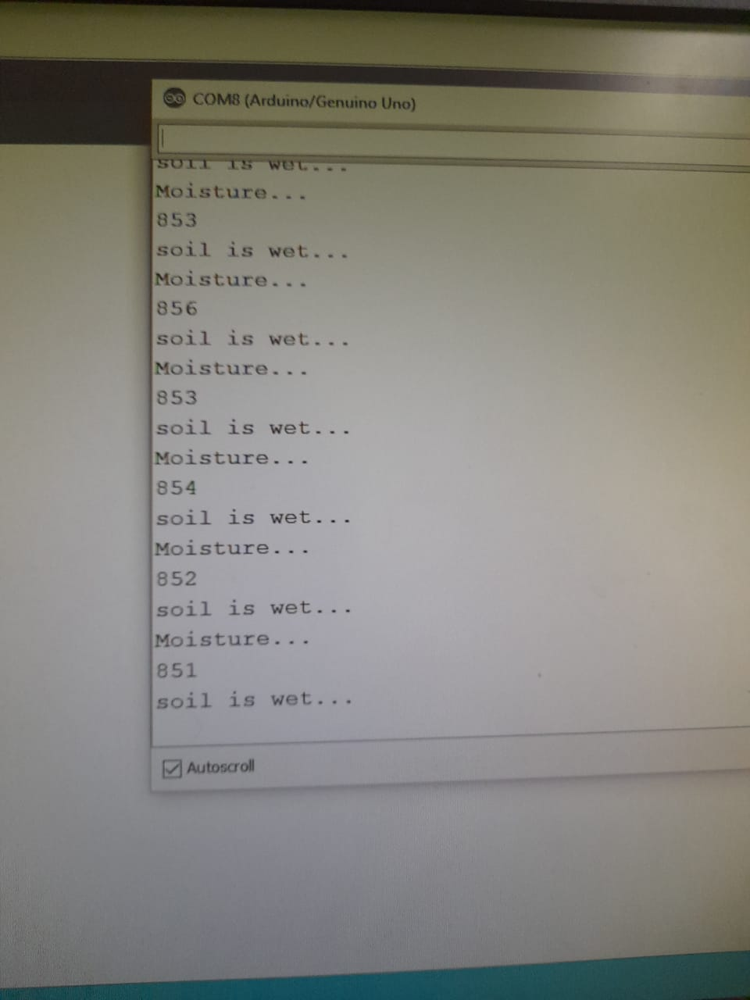 COM8 (Arduino/Genuino Uno)
soil is wet...
Moisture...
853
soil is wet...
Moisture...
856
soil is wet...
Moisture...
853
soil is wet...
Moisture...
854
soil is wet...
Moisture...
852
soil is wet...
Moisture...
851
soil is wet...
Autoscroll